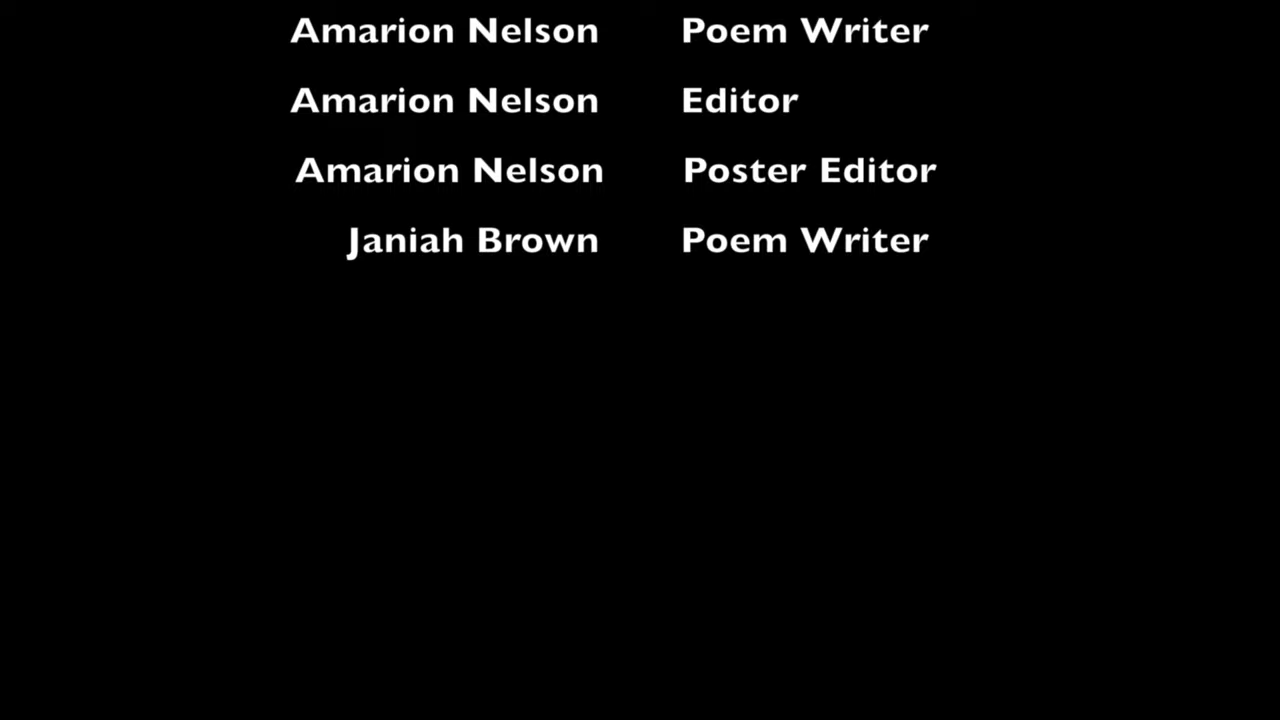 Amarion Nelson Poem Writer
Amarion Nelson Editor
Amarion Nelson Poster Editor
Janiah Brown Poem Writer